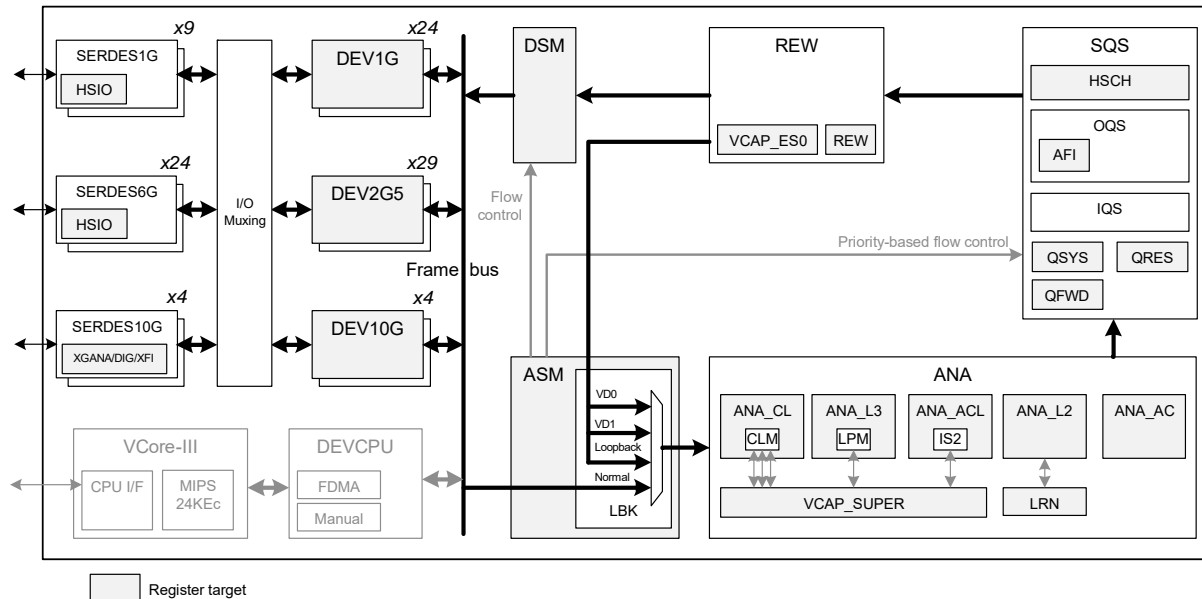 x9
SERDES1G
HSIO
x24
SERDES6G
HSIO
x4
SERDES10G
XGANA/DIG/XFI
I/O
Muxing
x24
DEV1G
x29
DEV2G5
x4
DEV10G
Frame bus
VCore-III
CPU I/F
MIPS
24KEc
DEVCPU
FDMA
Manual
DSM
Flow
control
REW
VCAP_ES0
REW
Priority-based flow control
SQS
HSCH
OQS
AFI
IQS
QSYS
QRES
QFWD
ASM
VD0
VD1
Loopback
Normal
LBK
ANA
ANA_CL
CLM
ANA_L3
LPM
ANA_ACL
IS2
ANA_L2
ANA_AC
VCAP_SUPER
LRN
Register target